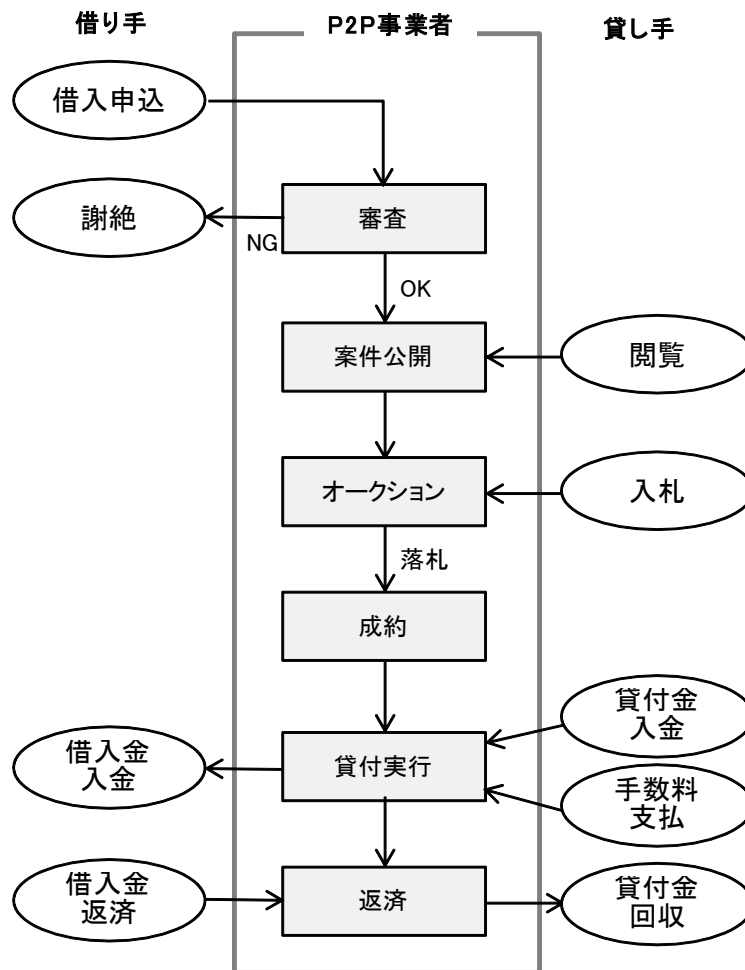 借り手
P2P事業者
貸し手
借入申込
謝絶
審査
NG
OK
案件公開
閲覧
オークション
入札
落札
成約
貸付金
入金
借入金
入金
貸付実行
手数料
支払
借入金
返済
返済
貸付金
回収